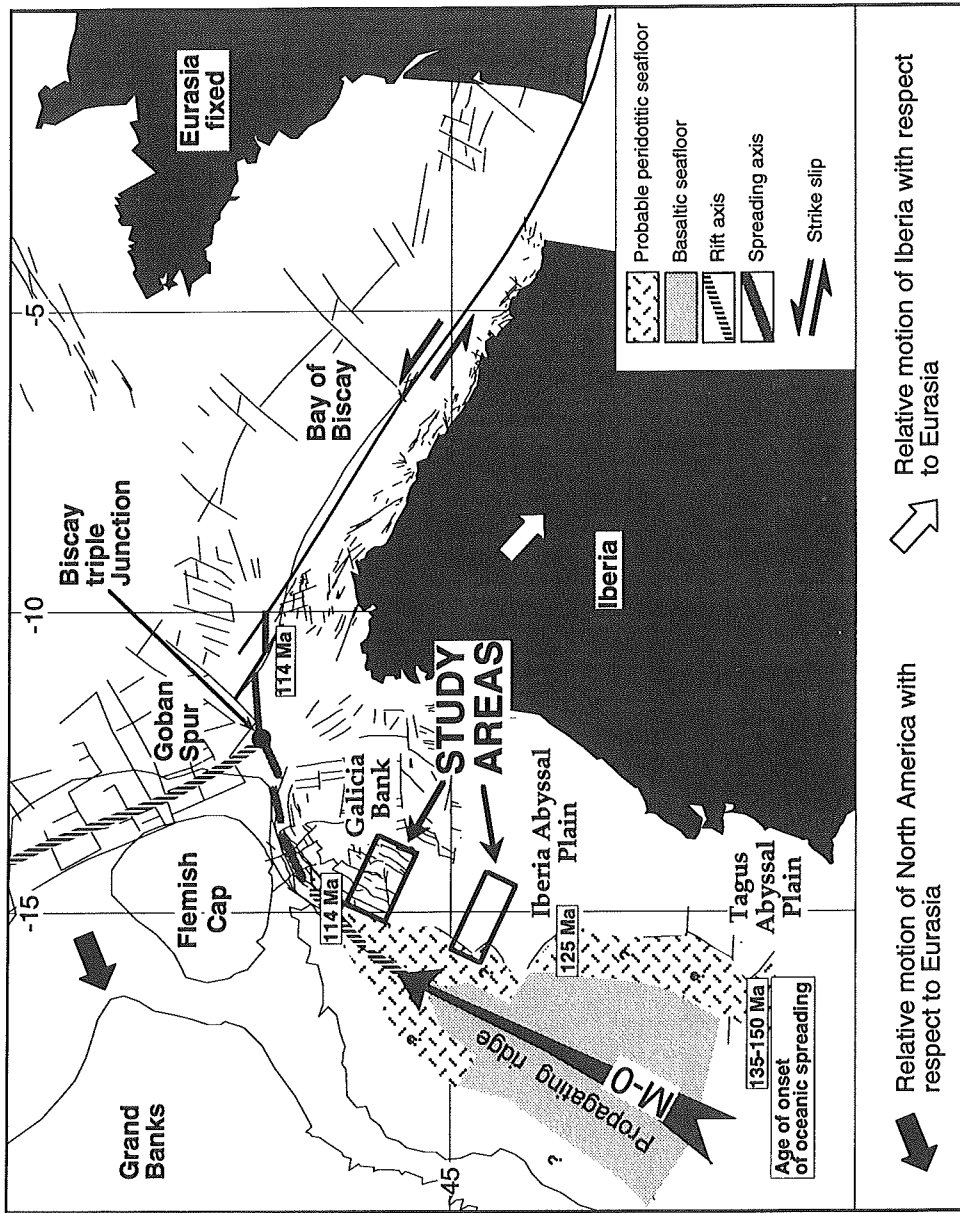 -15
-10
-5
45
Grand
Banks
Flemish
Cap
Goban
Spur
Biscay
triple
Junction
Bay of
Biscay
Eurasia
fixed
114 Ma
114 Ma
Galicia
Bank
STUDY
AREAS
Iberia Abyssal
Plain
125 Ma
Tagus
Abyssal
Plain
135-150 Ma
Age of onset
of oceanic spreading
Propagating ridge
M-0
?
?
?
?
?
Iberia
Probable peridotitic seafloor
Basaltic seafloor
Rift axis
Spreading axis
Strike slip
Relative motion of North America with
respect to Eurasia
Relative motion of Iberia with respect
to Eurasia